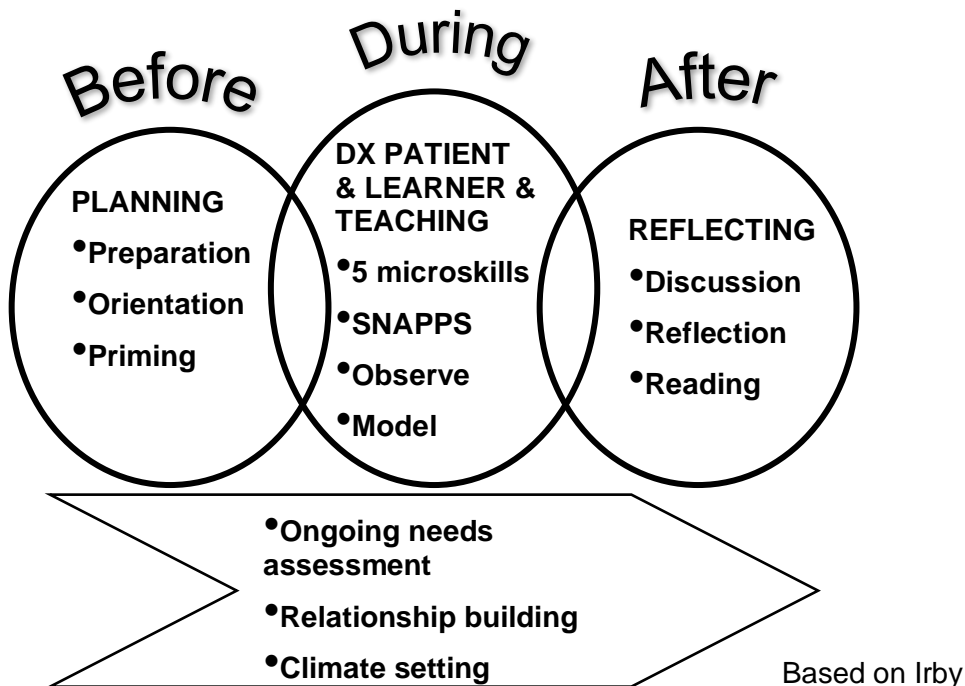 Before
During
After
PLANNING
•Preparation
•Orientation
•Priming
DX PATIENT
& LEARNER &
TEACHING
•5 microskills
•SNAPPS
•Observe
•Model
REFLECTING
•Discussion
•Reflection
•Reading
•Ongoing needs
assessment
•Relationship building
•Climate setting
Based on Irby